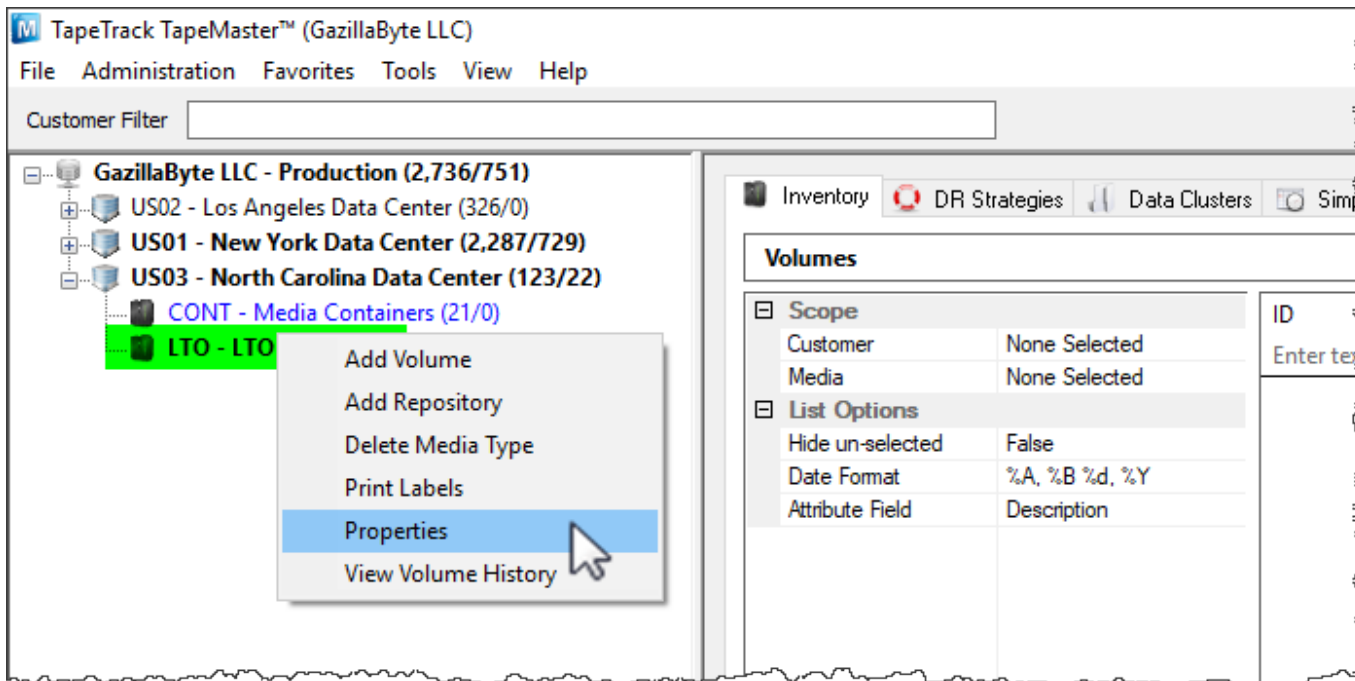 TapeTrack TapeMaster™ (GazillaByte LLC)
File Administration Favorites Tools View Help
Customer Filter
GazillaByte LLC - Production (2,736/751)
US02 - Los Angeles Data Center (326/0)
US01 - New York Data Center (2,287/729)
US03 - North Carolina Data Center (123/22)
CONT - Media Containers (21/0)
LTO - LTO
Add Volume
Add Repository
Delete Media Type
Print Labels
Properties
View Volume History
Inventory DR Strategies Data Clusters
Volumes
Scope
Customer None Selected
Media None Selected
List Options
Hide un-selected False
Date Format %A, %B %d, %Y
Attribute Field Description
ID
Enter